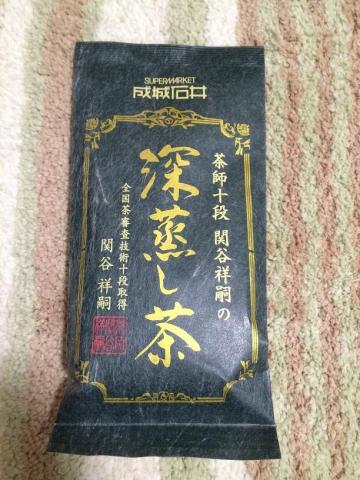 SUPERMARKET
成城石井
茶師十段 関谷祥嗣の
深蒸し茶
全国茶審査技術十段取得
関谷 祥嗣